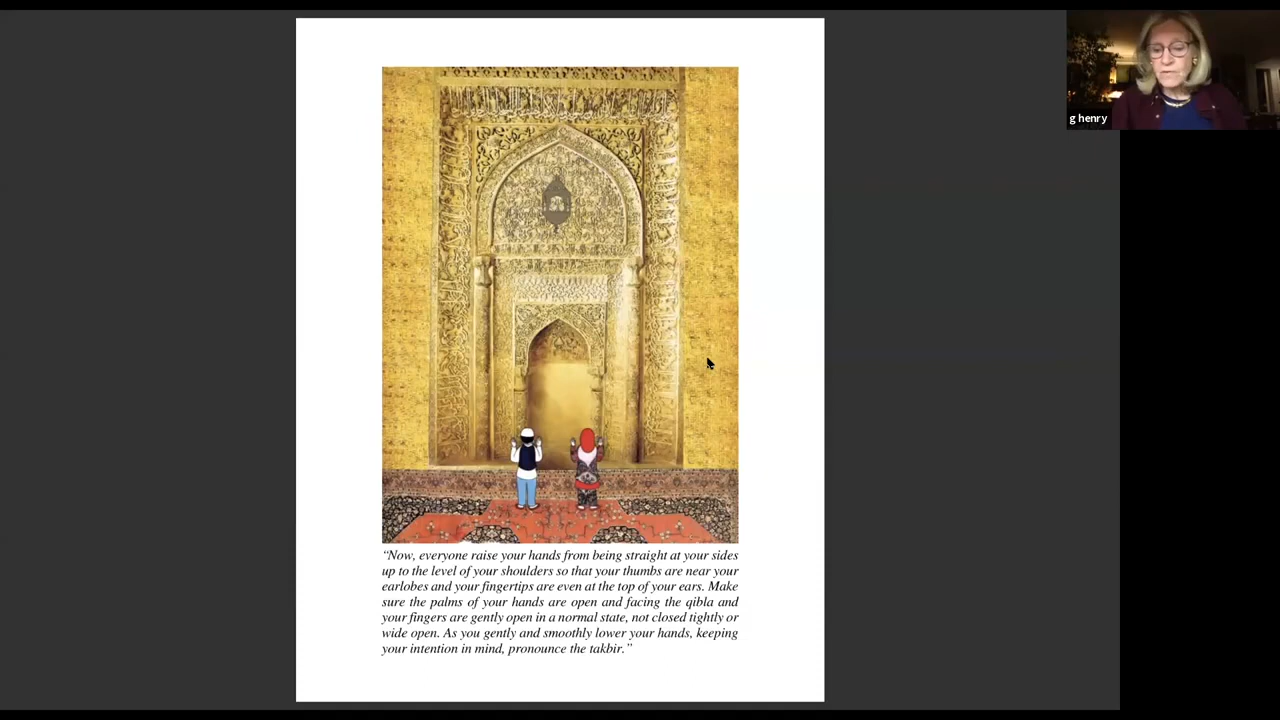 g henry
“Now, everyone raise your hands from being straight at your sides
up to the level of your shoulders so that your thumbs are near your
earlobes and your fingertips are even at the top of your ears. Make
sure the palms of your hands are open and facing the qibla and
your fingers are gently open in a normal state, not closed tightly or
wide open. As you gently and smoothly lower your hands, keeping
your intention in mind, pronounce the takbir.”